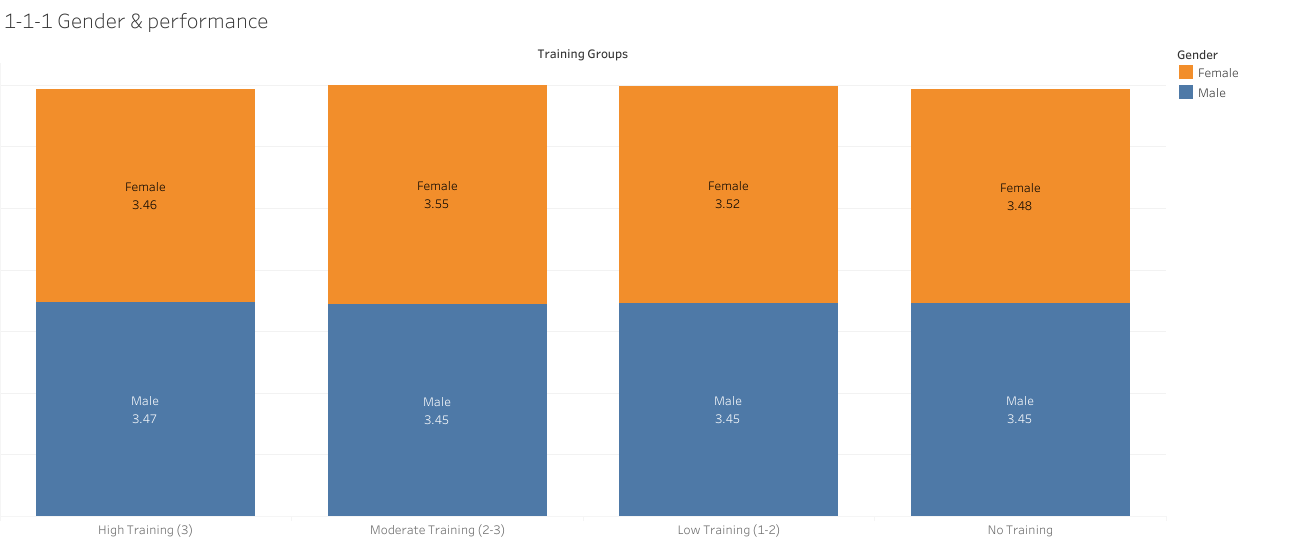 1-1-1 Gender & performance
Training Groups
Gender
Female
Male
Female
3.46
Female
3.55
Female
3.52
Female
3.48
Male
3.47
Male
3.45
Male
3.45
Male
3.45
High Training (3)
Moderate Training (2-3)
Low Training (1-2)
No Training